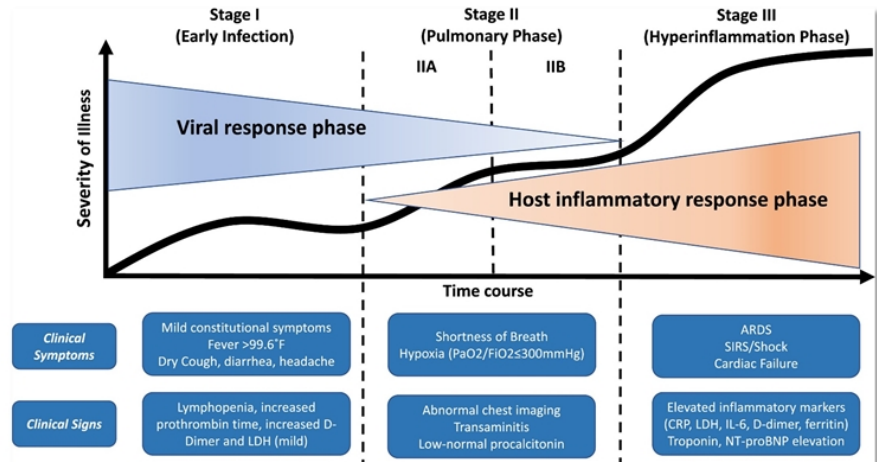 Stage I
(Early Infection)
Stage II
(Pulmonary Phase)
Stage III
(Hyperinflammation Phase)
IIA
IIB
Severity of Illness
Viral response phase
Host inflammatory response phase
Time course
Clinical
Symptoms
Mild constitutional symptoms
Fever >99.6°F
Dry Cough, diarrhea, headache
Shortness of Breath
Hypoxia (PaO2/FiO2≤300mmHg)
ARDS
SIRS/Shock
Cardiac Failure
Clinical Signs
Lymphopenia, increased
prothrombin time, increased D-
Dimer and LDH (mild)
Abnormal chest imaging
Transaminitis
Low-normal procalcitonin
Elevated inflammatory markers
(CRP, LDH, IL-6, D-dimer, ferritin)
Troponin, NT-proBNP elevation